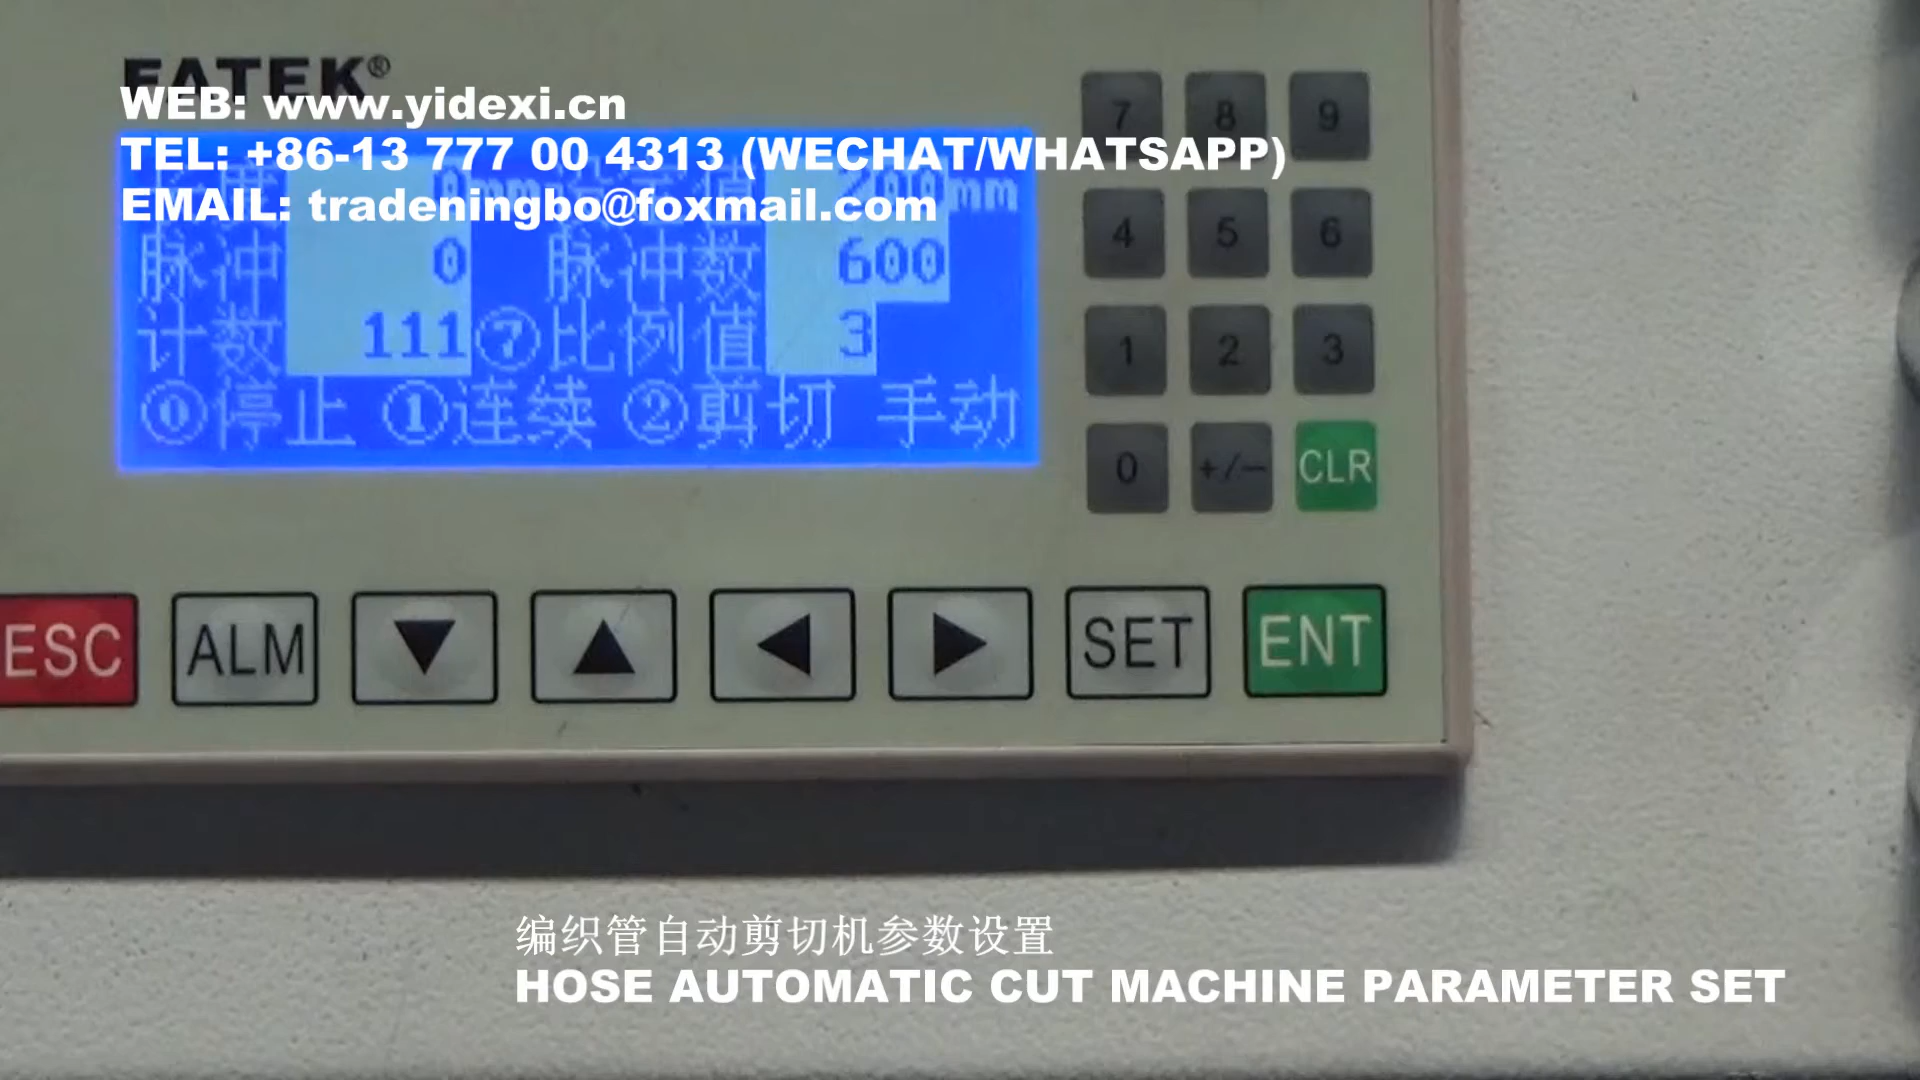 FATEK®
WEB: www.yidexi.cn
TEL: +86-13 777 00 4313 (WECHAT/WHATSAPP)
EMAIL: tradeningbo@foxmail.com
0mm 200mm
脉冲 0 脉冲数 600
计数 111 ⑦比例值 3
⓪停止 ①连续 ②剪切 手动
7 8 9
4 5 6
1 2 3
0 +/- CLR
ESC ALM ▼ ▲ ◀ ▶ SET ENT
编织管自动剪切机参数设置
HOSE AUTOMATIC CUT MACHINE PARAMETER SET